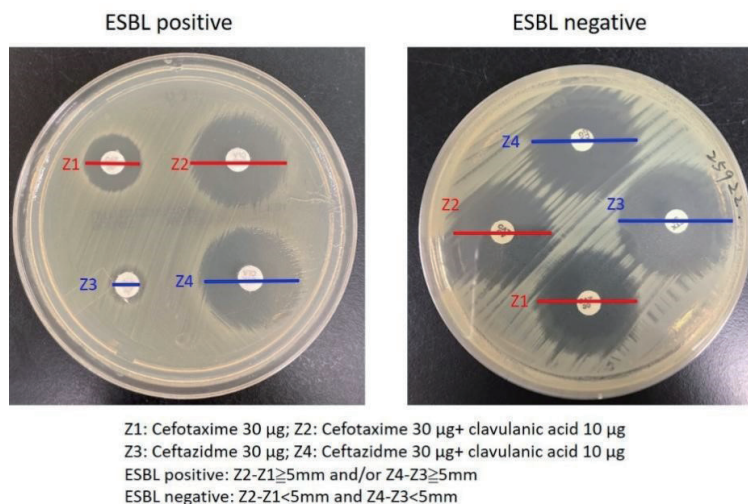 ESBL positive
ESBL negative
Z1
Z2
Z3
Z4
Z4
Z2
Z3
Z1
25922
Z1: Cefotaxime 30 µg; Z2: Cefotaxime 30 µg+ clavulanic acid 10 µg
Z3: Ceftazidme 30 µg; Z4: Ceftazidme 30 µg+ clavulanic acid 10 µg
ESBL positive: Z2-Z1≧5mm and/or Z4-Z3≧5mm
ESBL negative: Z2-Z1<5mm and Z4-Z3<5mm